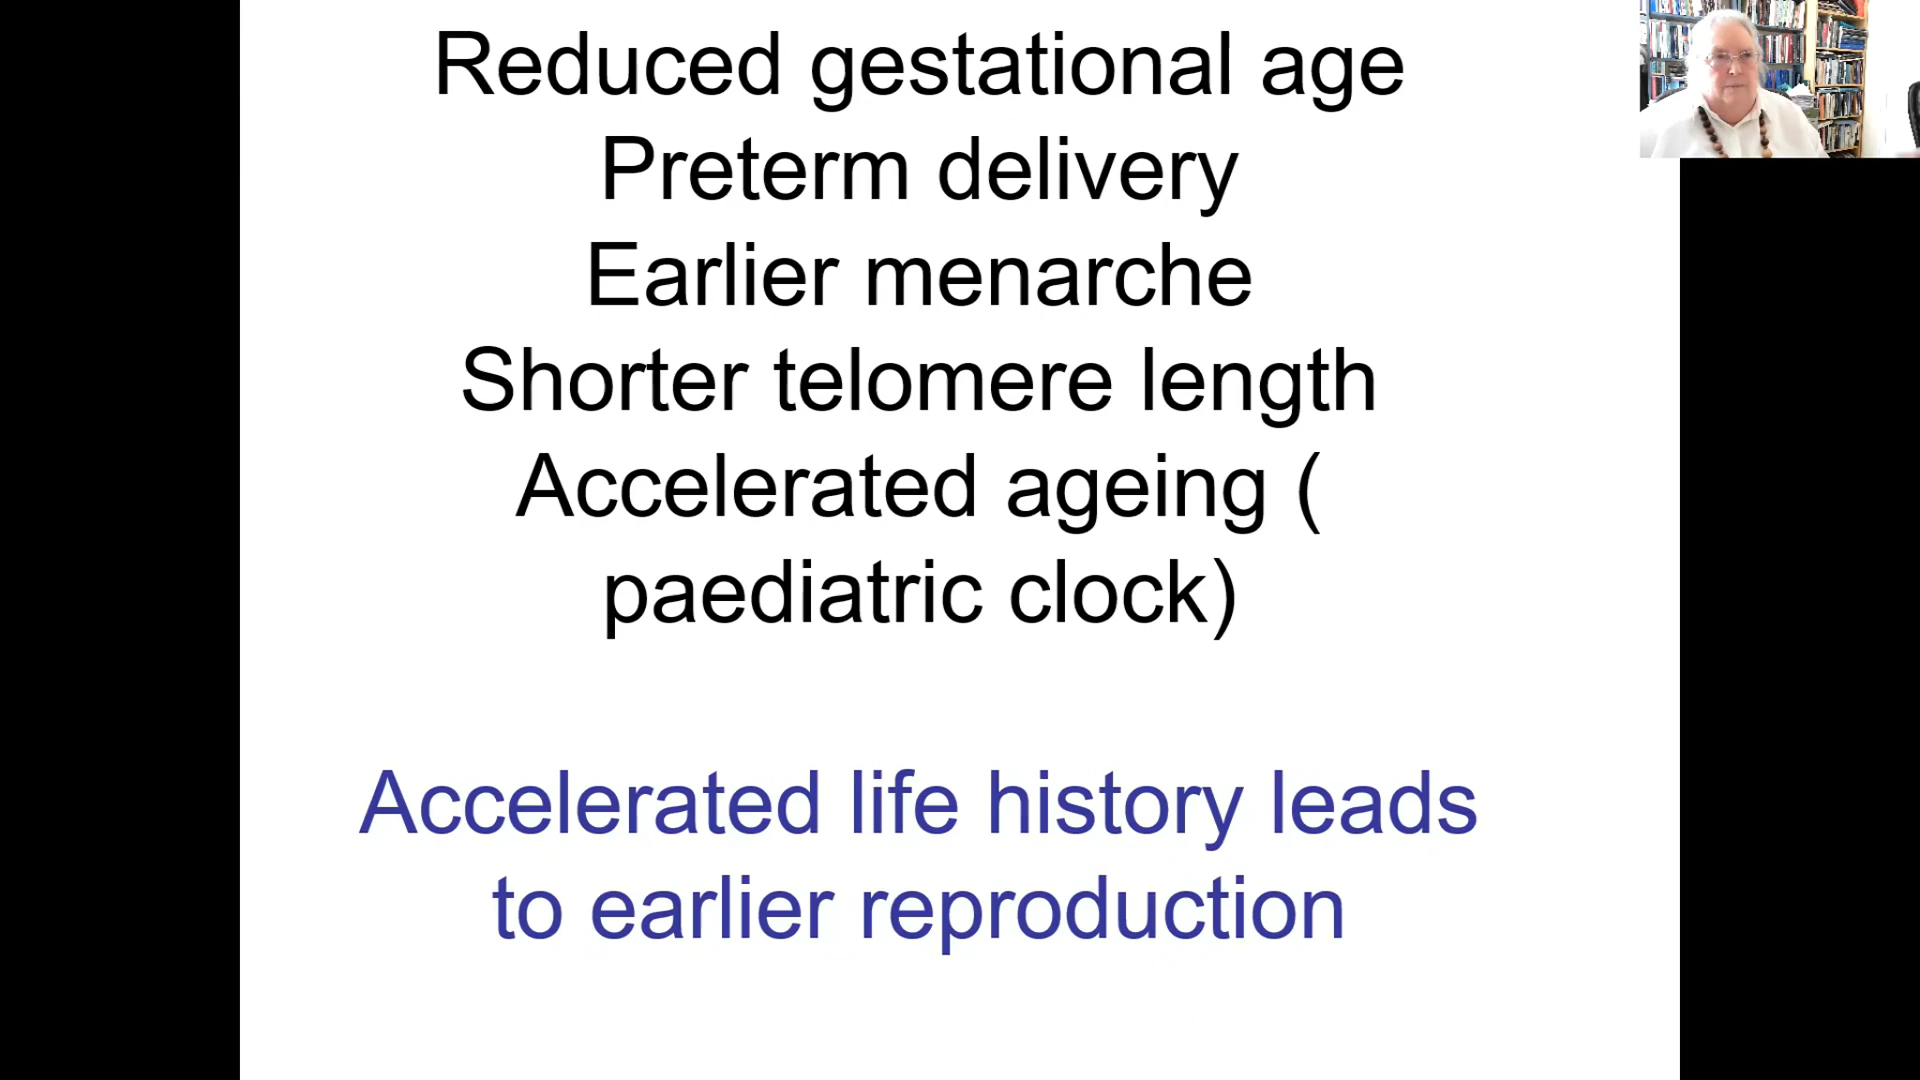 Reduced gestational age
Preterm delivery
Earlier menarche
Shorter telomere length
Accelerated ageing (
paediatric clock)
Accelerated life history leads
to earlier reproduction